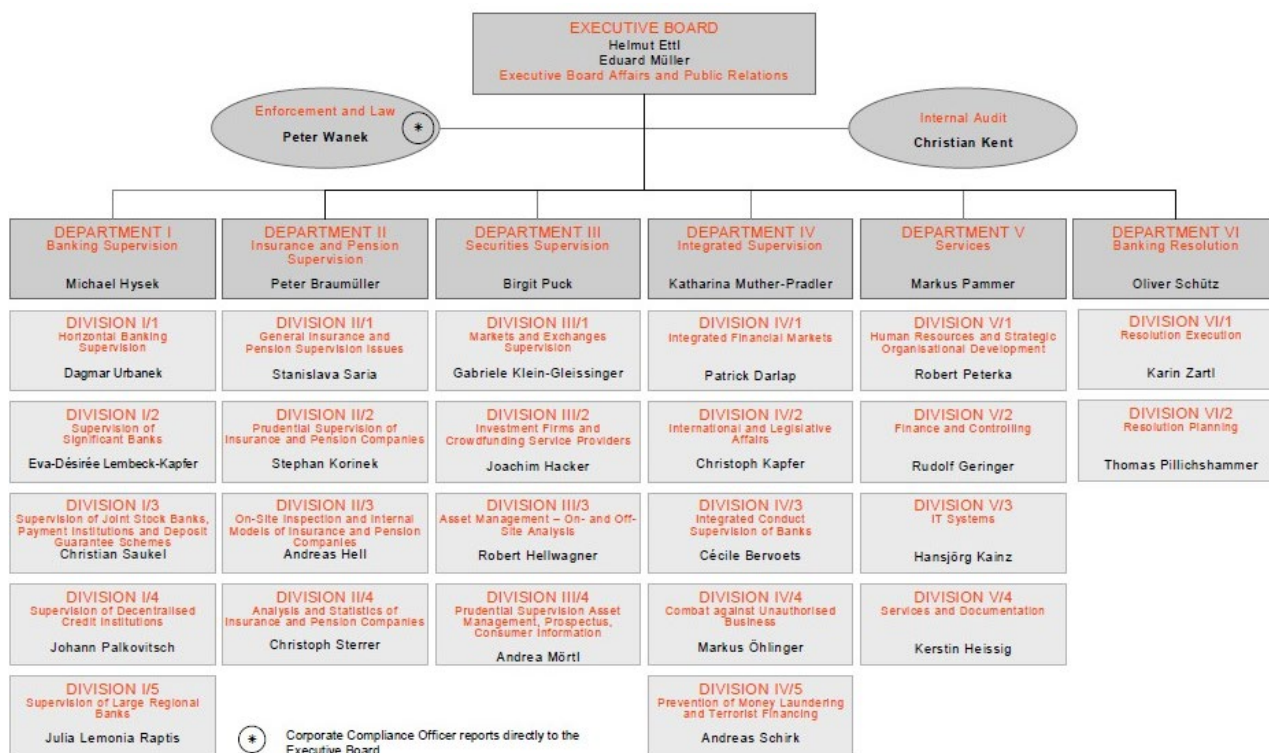 EXECUTIVE BOARD
Helmut Ettl
Eduard Müller
Executive Board Affairs and Public Relations
Enforcement and Law
Peter Wanek
*
Internal Audit
Christian Kent
DEPARTMENT I
Banking Supervision
Michael Hysek
DEPARTMENT II
Insurance and Pension
Supervision
Peter Braumüller
DEPARTMENT III
Securities Supervision
Birgit Puck
DEPARTMENT IV
Integrated Supervision
Katharina Muther-Pradler
DEPARTMENT V
Services
Markus Pammer
DEPARTMENT VI
Banking Resolution
Oliver Schütz
DIVISION I/1
Horizontal Banking
Supervision
Dagmar Urbanek
DIVISION II/1
General Insurance and
Pension Supervision Issues
Stanislava Saria
DIVISION III/1
Markets and Exchanges
Supervision
Gabriele Klein-Gleissinger
DIVISION IV/1
Integrated Financial Markets
Patrick Darlap
DIVISION V/1
Human Resources and Strategic
Organisational Development
Robert Peterka
DIVISION VI/1
Resolution Execution
Karin Zartl
DIVISION I/2
Supervision of
Significant Banks
Eva-Désirée Lembeck-Kapfer
DIVISION II/2
Prudential Supervision of
Insurance and Pension Companies
Stephan Korinek
DIVISION III/2
Investment Firms and
Crowdfunding Service Providers
Joachim Hacker
DIVISION IV/2
International and Legislative
Affairs
Christoph Kapfer
DIVISION V/2
Finance and Controlling
Rudolf Geringer
DIVISION VI/2
Resolution Planning
Thomas Pillichshammer
DIVISION I/3
Supervision of Joint Stock Banks,
Payment Institutions and Deposit
Guarantee Schemes
Christian Saukel
DIVISION II/3
On-Site Inspection and Internal
Models of Insurance and Pension
Companies
Andreas Hell
DIVISION III/3
Asset Management – On- and Off-
Site Analysis
Robert Hellwagner
DIVISION IV/3
Integrated Conduct
Supervision of Banks
Cécile Bervoets
DIVISION V/3
IT Systems
Hansjörg Kainz
DIVISION I/4
Supervision of Decentralised
Credit Institutions
Johann Palkovitsch
DIVISION II/4
Analysis and Statistics of
Insurance and Pension Companies
Christoph Sterrer
DIVISION III/4
Prudential Supervision Asset
Management, Prospectus,
Consumer Information
Andrea Mörtl
DIVISION IV/4
Combat against Unauthorised
Business
Markus Öhlinger
DIVISION V/4
Services and Documentation
Kerstin Heissig
DIVISION I/5
Supervision of Large Regional
Banks
Julia Lemonia Raptis
DIVISION IV/5
Prevention of Money Laundering
and Terrorist Financing
Andreas Schirk
* Corporate Compliance Officer reports directly to the
Executive Board